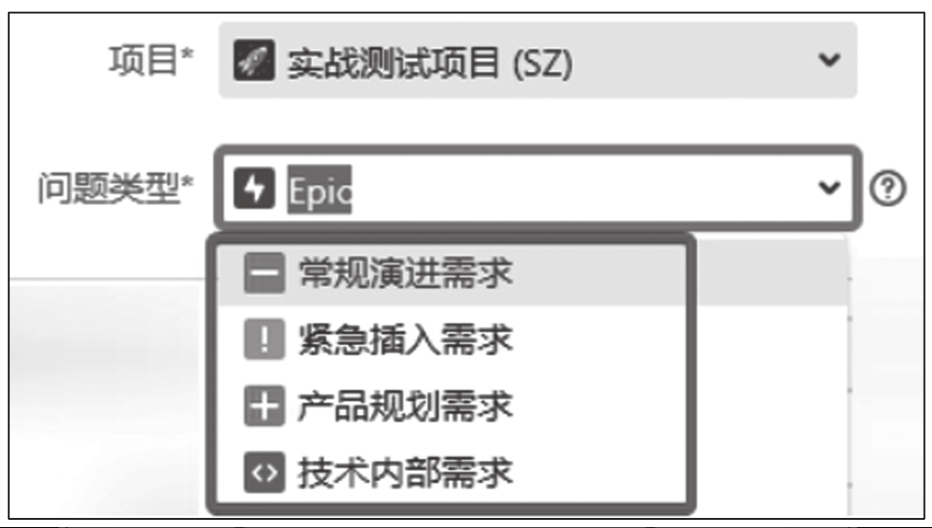 项目* 实战测试项目 (SZ)
问题类型* Epic
常规演进需求
紧急插入需求
产品规划需求
技术内部需求